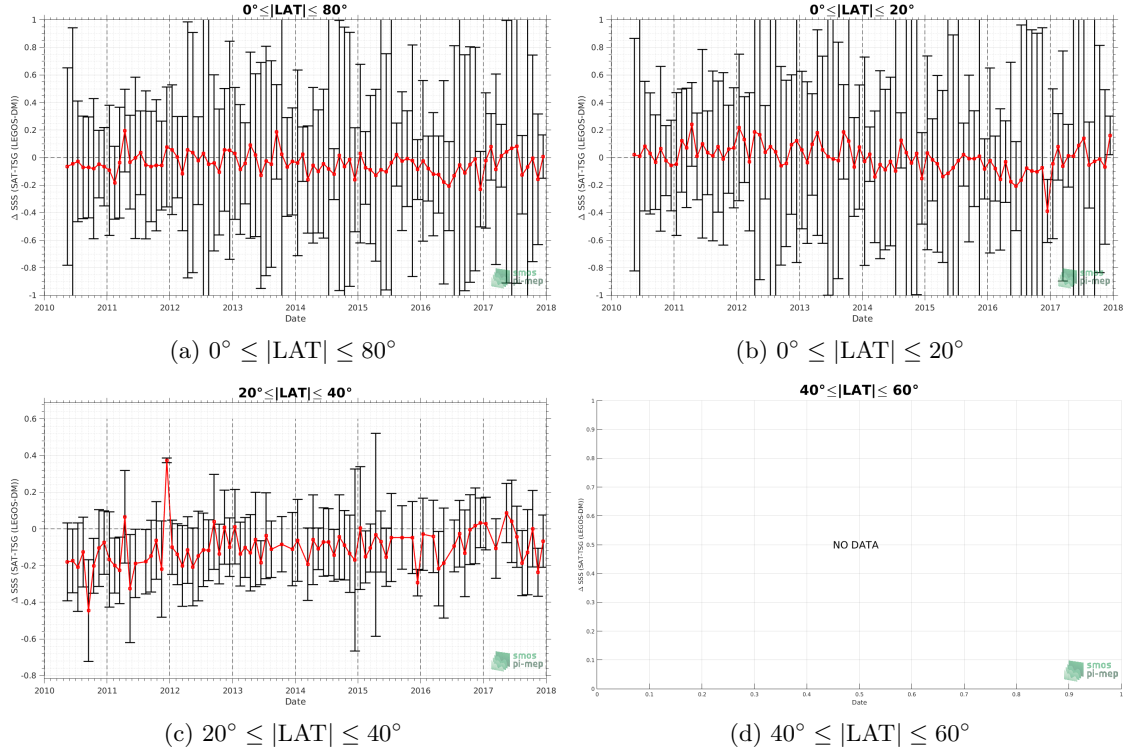 0°≤|LAT|≤ 80°
Δ SSS (SAT-TSG (LEGOS-DM))
1
0.8
0.6
0.4
0.2
0
-0.2
-0.4
-0.6
-0.8
-1
2010 2011 2012 2013 2014 2015 2016 2017 2018
Date
smos
pi-mep
(a) 0° ≤ |LAT| ≤ 80°
0°≤|LAT|≤ 20°
Δ SSS (SAT-TSG (LEGOS-DM))
1
0.8
0.6
0.4
0.2
0
-0.2
-0.4
-0.6
-0.8
-1
2010 2011 2012 2013 2014 2015 2016 2017 2018
Date
smos
pi-mep
(b) 0° ≤ |LAT| ≤ 20°
20°≤|LAT|≤ 40°
Δ SSS (SAT-TSG (LEGOS-DM))
0.6
0.4
0.2
0
-0.2
-0.4
-0.6
-0.8
2010 2011 2012 2013 2014 2015 2016 2017 2018
Date
smos
pi-mep
(c) 20° ≤ |LAT| ≤ 40°
40°≤|LAT|≤ 60°
Δ SSS (SAT-TSG (LEGOS-DM))
1
0.9
0.8
0.7
0.6
0.5
0.4
0.3
0.2
0.1
0
NO DATA
0 0.1 0.2 0.3 0.4 0.5 0.6 0.7 0.8 0.9 1
Date
smos
pi-mep
(d) 40° ≤ |LAT| ≤ 60°